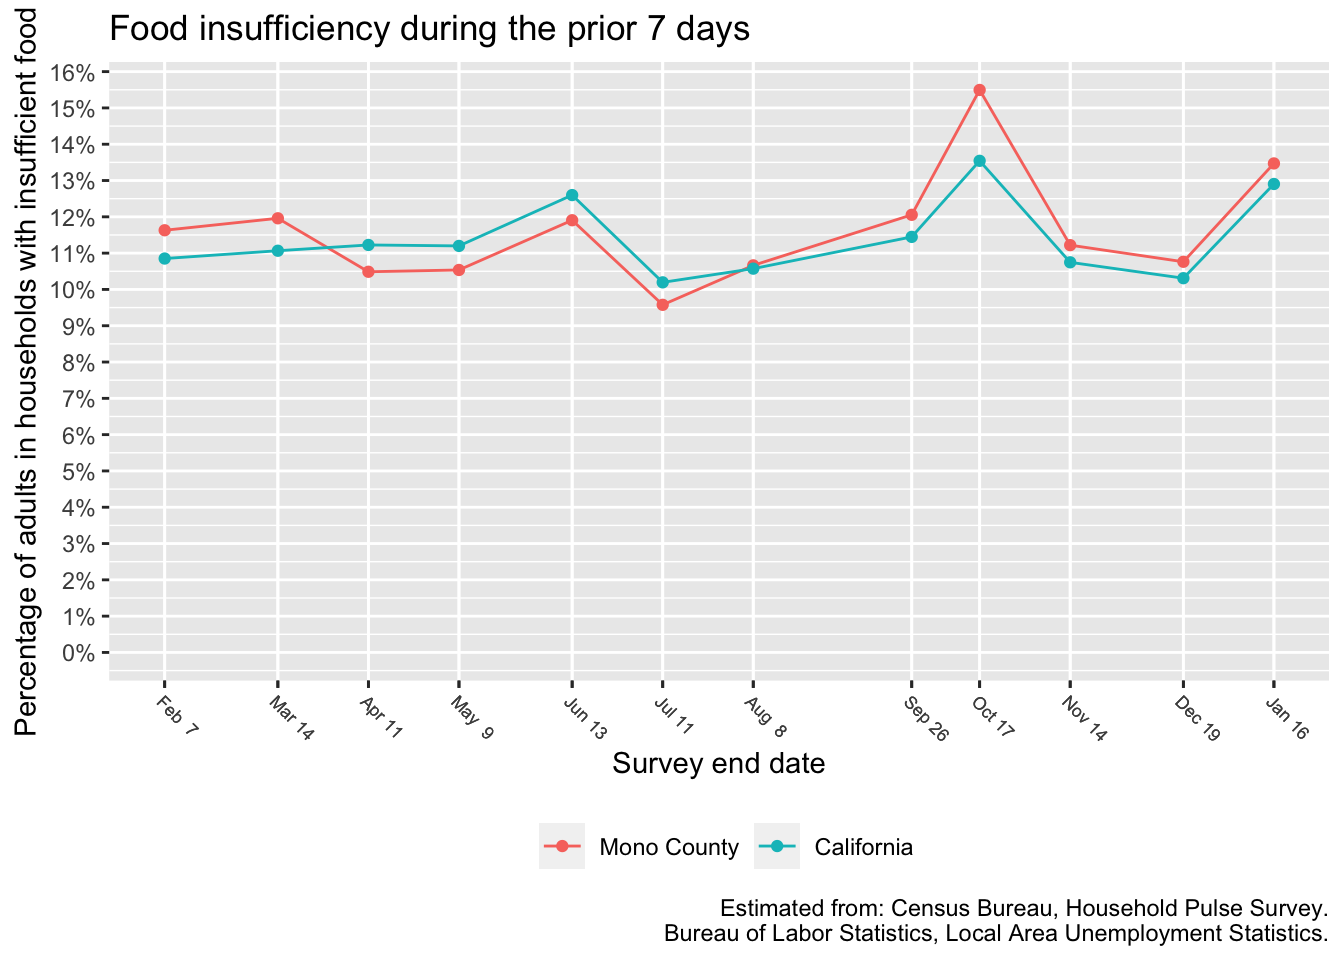 Food insufficiency during the prior 7 days
Percentage of adults in households with insufficient food
16%
15%
14%
13%
12%
11%
10%
9%
8%
7%
6%
5%
4%
3%
2%
1%
0%
Feb 7
Mar 14
Apr 11
May 9
Jun 13
Jul 11
Aug 8
Sep 26
Oct 17
Nov 14
Dec 19
Jan 16
Survey end date
Mono County
California
Estimated from: Census Bureau, Household Pulse Survey.
Bureau of Labor Statistics, Local Area Unemployment Statistics.